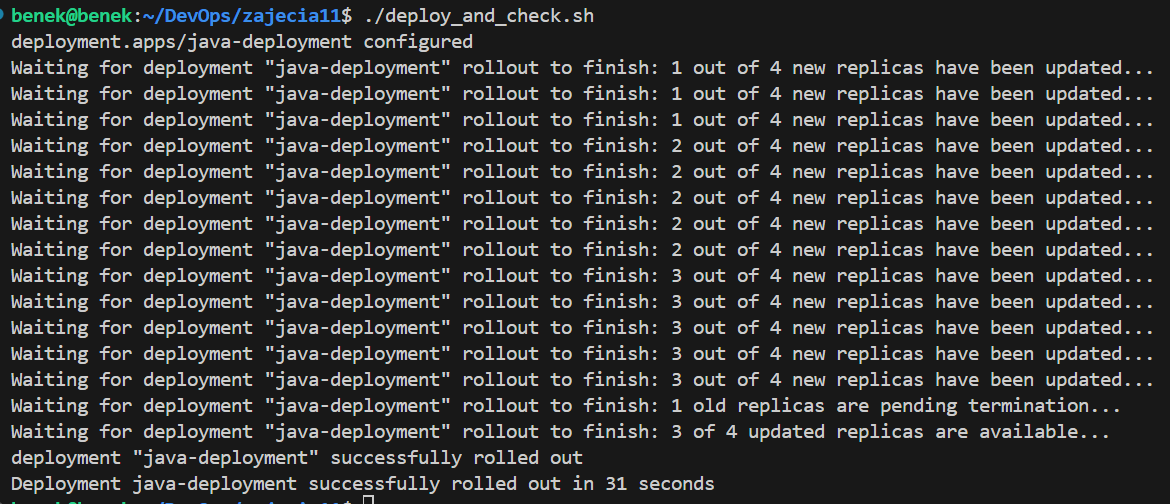 benek@benek:~/DevOps/zajecia11$ ./deploy_and_check.sh
deployment.apps/java-deployment configured
Waiting for deployment "java-deployment" rollout to finish: 1 out of 4 new replicas have been updated...
Waiting for deployment "java-deployment" rollout to finish: 1 out of 4 new replicas have been updated...
Waiting for deployment "java-deployment" rollout to finish: 1 out of 4 new replicas have been updated...
Waiting for deployment "java-deployment" rollout to finish: 2 out of 4 new replicas have been updated...
Waiting for deployment "java-deployment" rollout to finish: 2 out of 4 new replicas have been updated...
Waiting for deployment "java-deployment" rollout to finish: 2 out of 4 new replicas have been updated...
Waiting for deployment "java-deployment" rollout to finish: 2 out of 4 new replicas have been updated...
Waiting for deployment "java-deployment" rollout to finish: 2 out of 4 new replicas have been updated...
Waiting for deployment "java-deployment" rollout to finish: 3 out of 4 new replicas have been updated...
Waiting for deployment "java-deployment" rollout to finish: 3 out of 4 new replicas have been updated...
Waiting for deployment "java-deployment" rollout to finish: 3 out of 4 new replicas have been updated...
Waiting for deployment "java-deployment" rollout to finish: 3 out of 4 new replicas have been updated...
Waiting for deployment "java-deployment" rollout to finish: 3 out of 4 new replicas have been updated...
Waiting for deployment "java-deployment" rollout to finish: 1 old replicas are pending termination...
Waiting for deployment "java-deployment" rollout to finish: 3 of 4 updated replicas are available...
deployment "java-deployment" successfully rolled out
Deployment java-deployment successfully rolled out in 31 seconds